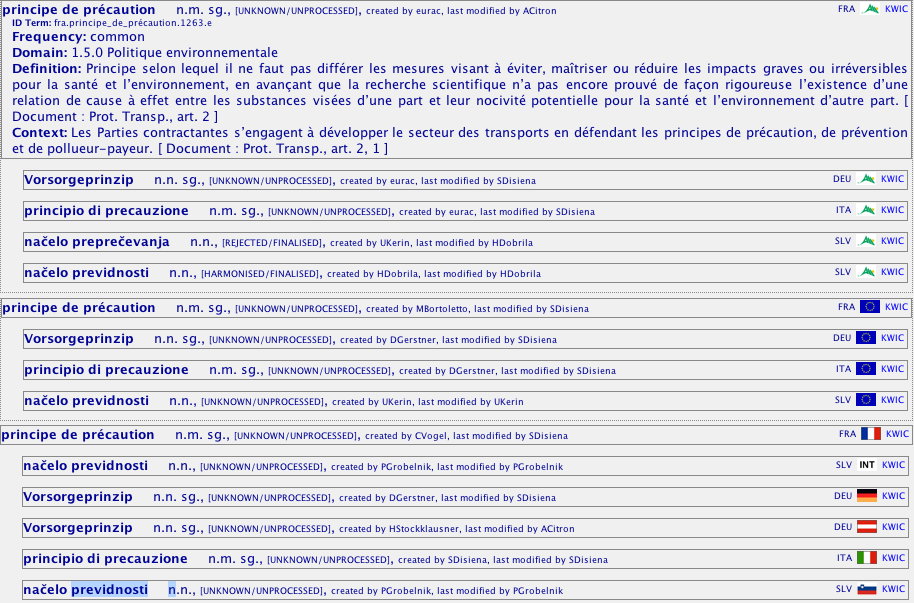 principe de précaution n.m. sg., [UNKNOWN/UNPROCESSED], created by eurac, last modified by ACitron FRA KWIC
ID Term: fra.principe_de_précaution.1263.e
Frequency: common
Domain: 1.5.0 Politique environnementale
Definition: Principe selon lequel il ne faut pas différer les mesures visant à éviter, maîtriser ou réduire les impacts graves ou irréversibles
pour la santé et l’environnement, en avançant que la recherche scientifique n’a pas encore prouvé de façon rigoureuse l’existence d’une
relation de cause à effet entre les substances visées d’une part et leur nocivité potentielle pour la santé et l’environnement d’autre part. [
Document : Prot. Transp., art. 2 ]
Context: Les Parties contractantes s’engagent à développer le secteur des transports en défendant les principes de précaution, de prévention
et de pollueur-payeur. [ Document : Prot. Transp., art. 2, 1 ]
Vorsorgeprinzip n.n. sg., [UNKNOWN/UNPROCESSED], created by eurac, last modified by SDisiena DEU KWIC
principio di precauzione n.m. sg., [UNKNOWN/UNPROCESSED], created by eurac, last modified by SDisiena ITA KWIC
načelo preprečevanja n.n., [REJECTED/FINALISED], created by UKerin, last modified by HDobrila SLV KWIC
načelo previdnosti n.n., [HARMONISED/FINALISED], created by HDobrila, last modified by HDobrila SLV KWIC
principe de précaution n.m. sg., [UNKNOWN/UNPROCESSED], created by MBortoletto, last modified by SDisiena FRA KWIC
Vorsorgeprinzip n.n. sg., [UNKNOWN/UNPROCESSED], created by DGerstner, last modified by SDisiena DEU KWIC
principio di precauzione n.m. sg., [UNKNOWN/UNPROCESSED], created by DGerstner, last modified by SDisiena ITA KWIC
načelo previdnosti n.n., [UNKNOWN/UNPROCESSED], created by UKerin, last modified by UKerin SLV KWIC
principe de précaution n.m. sg., [UNKNOWN/UNPROCESSED], created by CVogel, last modified by SDisiena FRA KWIC
načelo previdnosti n.n., [UNKNOWN/UNPROCESSED], created by PGrobelnik, last modified by PGrobelnik SLV INT KWIC
Vorsorgeprinzip n.n. sg., [UNKNOWN/UNPROCESSED], created by DGerstner, last modified by SDisiena DEU KWIC
Vorsorgeprinzip n.n. sg., [UNKNOWN/UNPROCESSED], created by HStockklausner, last modified by ACitron DEU KWIC
principio di precauzione n.m. sg., [UNKNOWN/UNPROCESSED], created by SDisiena, last modified by SDisiena ITA KWIC
načelo previdnosti n.n., [UNKNOWN/UNPROCESSED], created by PGrobelnik, last modified by PGrobelnik SLV KWIC